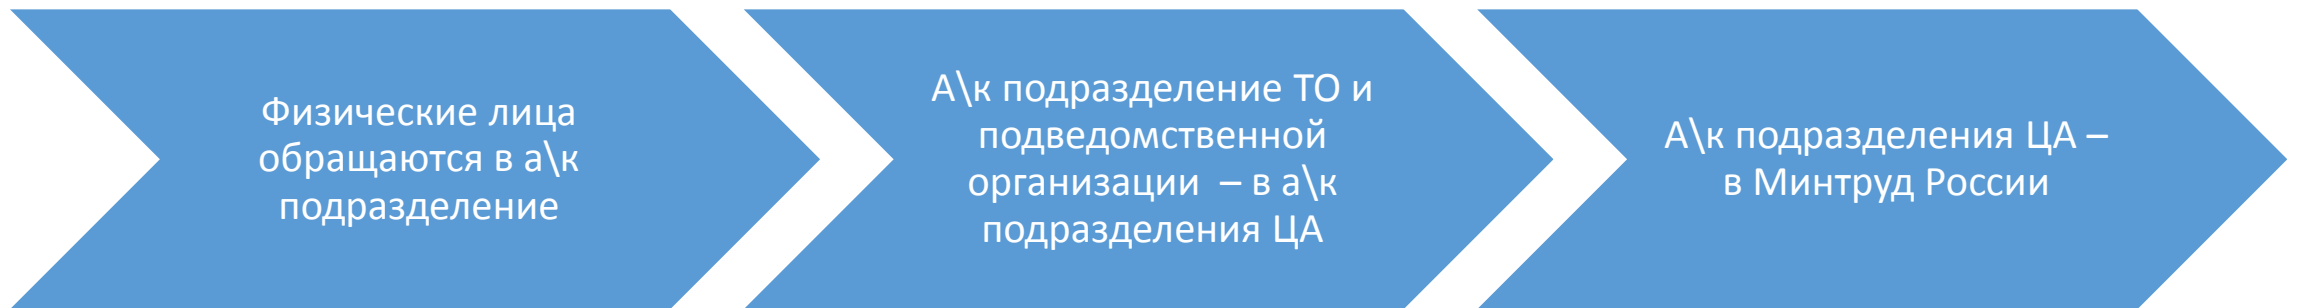 Физические лица
обращаются в а\к
подразделение
А\к подразделение ТО и
подведомственной
организации – в а\к
подразделения ЦА
А\к подразделения ЦА –
в Минтруд России